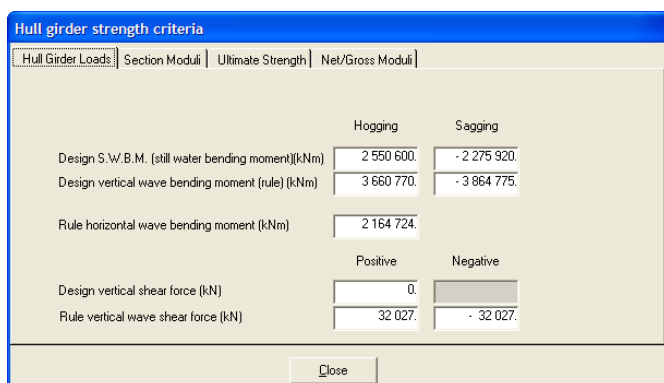 Hull girder strength criteria
Hull Girder Loads Section Moduli Ultimate Strength Net/Gross Moduli
Hogging Sagging
Design S.W.B.M. (still water bending moment)(kNm) 2 550 600. - 2 275 920.
Design vertical wave bending moment (rule) (kNm) 3 660 770. - 3 864 775.
Rule horizontal wave bending moment (kNm) 2 164 724.
Positive Negative
Design vertical shear force (kN) 0.
Rule vertical wave shear force (kN) 32 027. - 32 027.
Close